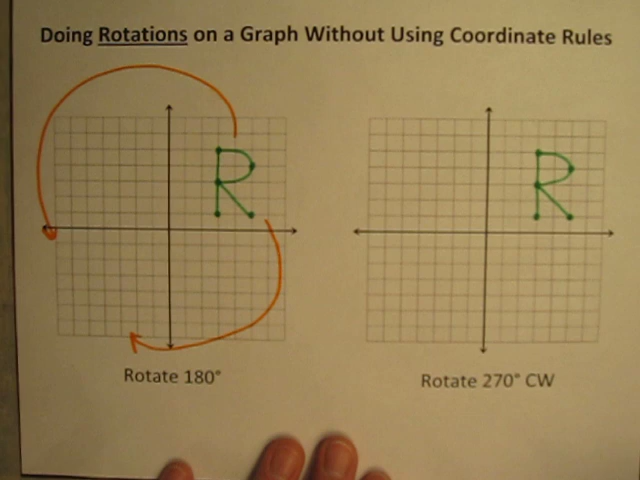 Doing Rotations on a Graph Without Using Coordinate Rules
R
R
Rotate 180°
Rotate 270° CW